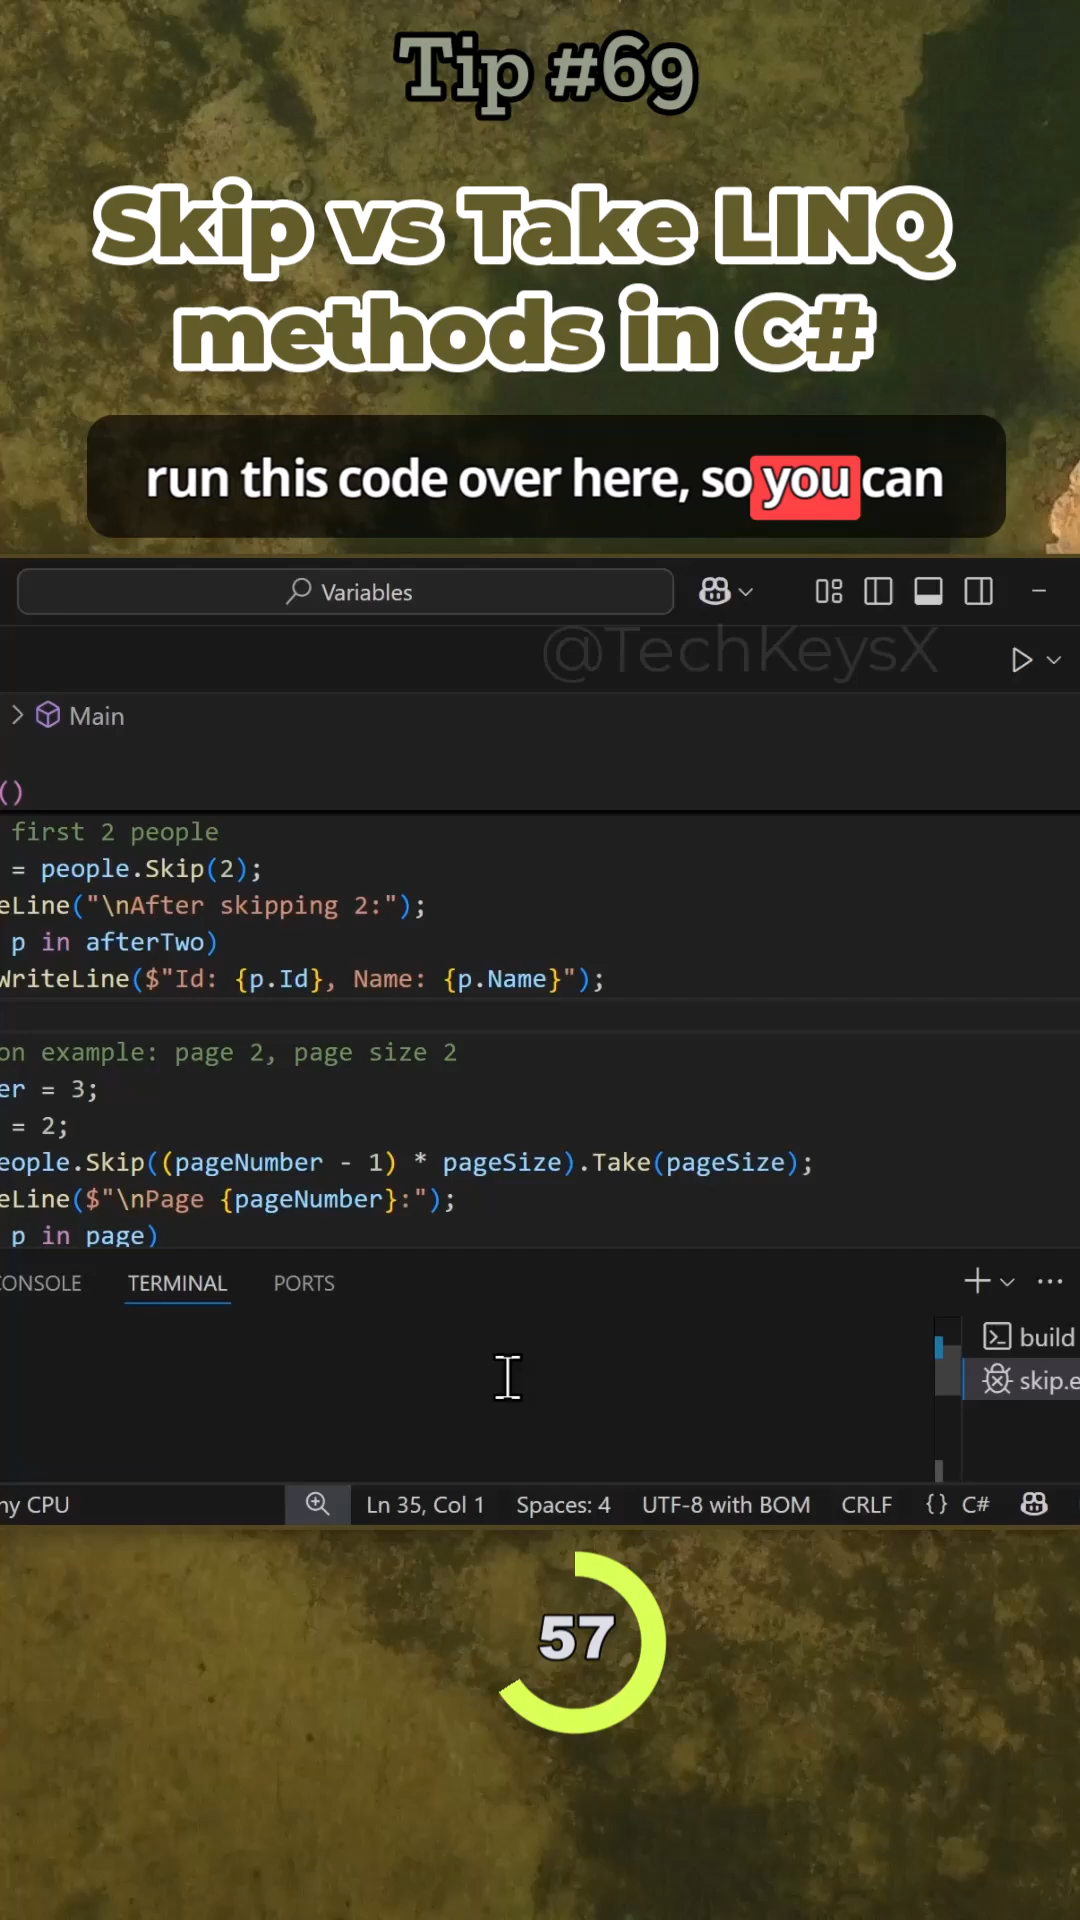 Tip #69
Skip vs Take LINQ
methods in C#
run this code over here, so you can
Variables
@TechKeysX
Main
()
first 2 people
= people.Skip(2);
eLine("\nAfter skipping 2:");
p in afterTwo)
WriteLine($"Id: {p.Id}, Name: {p.Name}");
on example: page 2, page size 2
er = 3;
= 2;
eople.Skip((pageNumber - 1) * pageSize).Take(pageSize);
eLine($"\nPage {pageNumber}:");
p in page)
CONSOLE TERMINAL PORTS
build
skip.e
ny CPU Ln 35, Col 1 Spaces: 4 UTF-8 with BOM CRLF {} C#
57